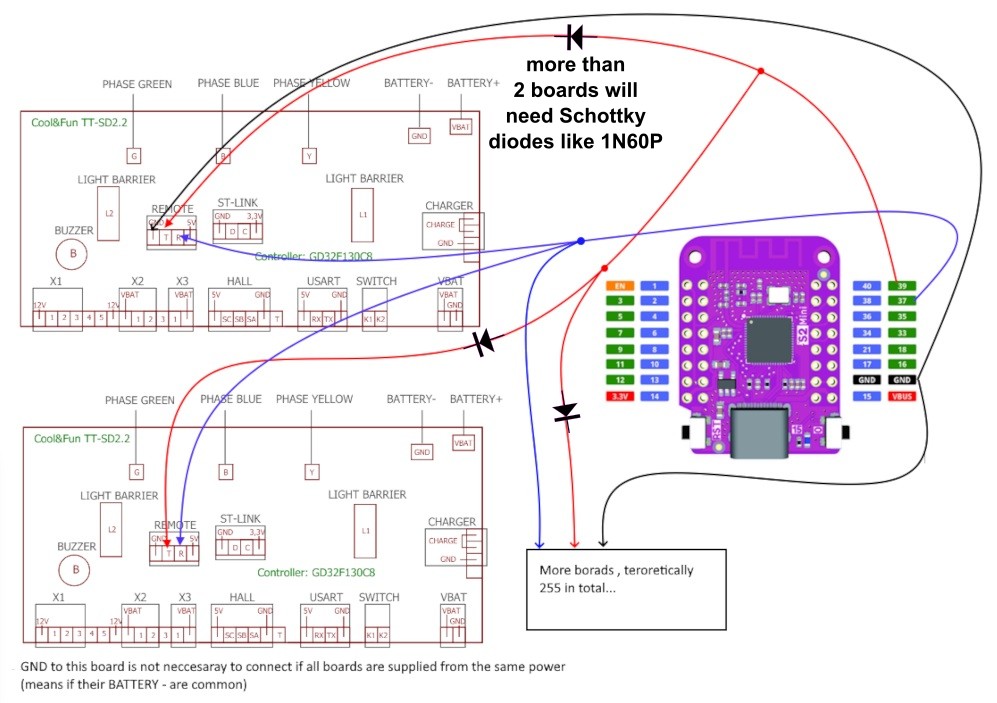 more than
2 boards will
need Schottky
diodes like 1N60P
PHASE GREEN PHASE BLUE PHASE YELLOW BATTERY- BATTERY+
Cool&Fun TT-SD2.2
GND VBAT
G B Y
LIGHT BARRIER LIGHT BARRIER
L2 REMOTE ST-LINK L1 CHARGER
GND 5V GND 3,3V CHARGE
T R D C GND
BUZZER
B
Controller: GD32F130C8
X1 X2 X3 HALL USART SWITCH VBAT
12V 12V VBAT VBAT 5V GND 5V GND VBAT
1 2 3 4 5 1 2 3 1 SC SB SA T RX TX K1 K2 GND
EN 1 40 39
3 2 38 37
5 4 36 35
7 6 34 33
9 8 21 18
11 10 17 16
12 13 GND GND
3.3V 14 15 VBUS
S2 Mini
RST
15
0
PHASE GREEN PHASE BLUE PHASE YELLOW BATTERY- BATTERY+
Cool&Fun TT-SD2.2
GND VBAT
G B Y
LIGHT BARRIER LIGHT BARRIER
L2 REMOTE ST-LINK L1 CHARGER
GND 5V GND 3,3V CHARGE
T R D C GND
BUZZER
B
Controller: GD32F130C8
X1 X2 X3 HALL USART SWITCH VBAT
12V 12V VBAT VBAT 5V GND 5V GND VBAT
1 2 3 4 5 1 2 3 1 SC SB SA T RX TX K1 K2 GND
More borads , teroretically
255 in total...
GND to this board is not neccesaray to connect if all boards are supplied from the same power
(means if their BATTERY - are common)